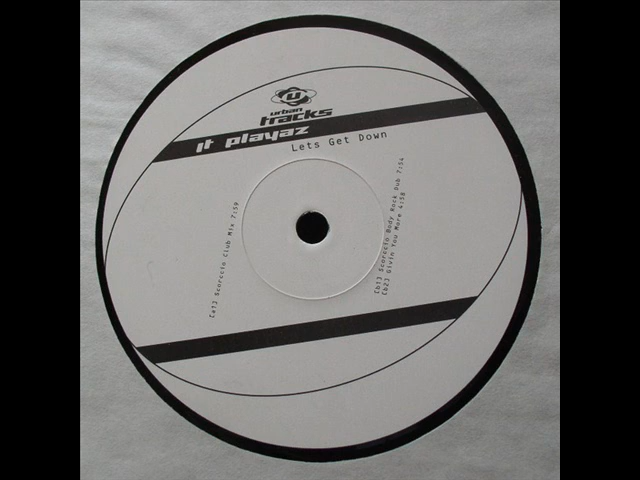 U
urban
tracks
JT playaz
Lets Get Down
[a1] Scorccio Club Mix 7:59
[b1] Scorccio Body Rock Dub 7:54
[b2] Givin You More 4:58